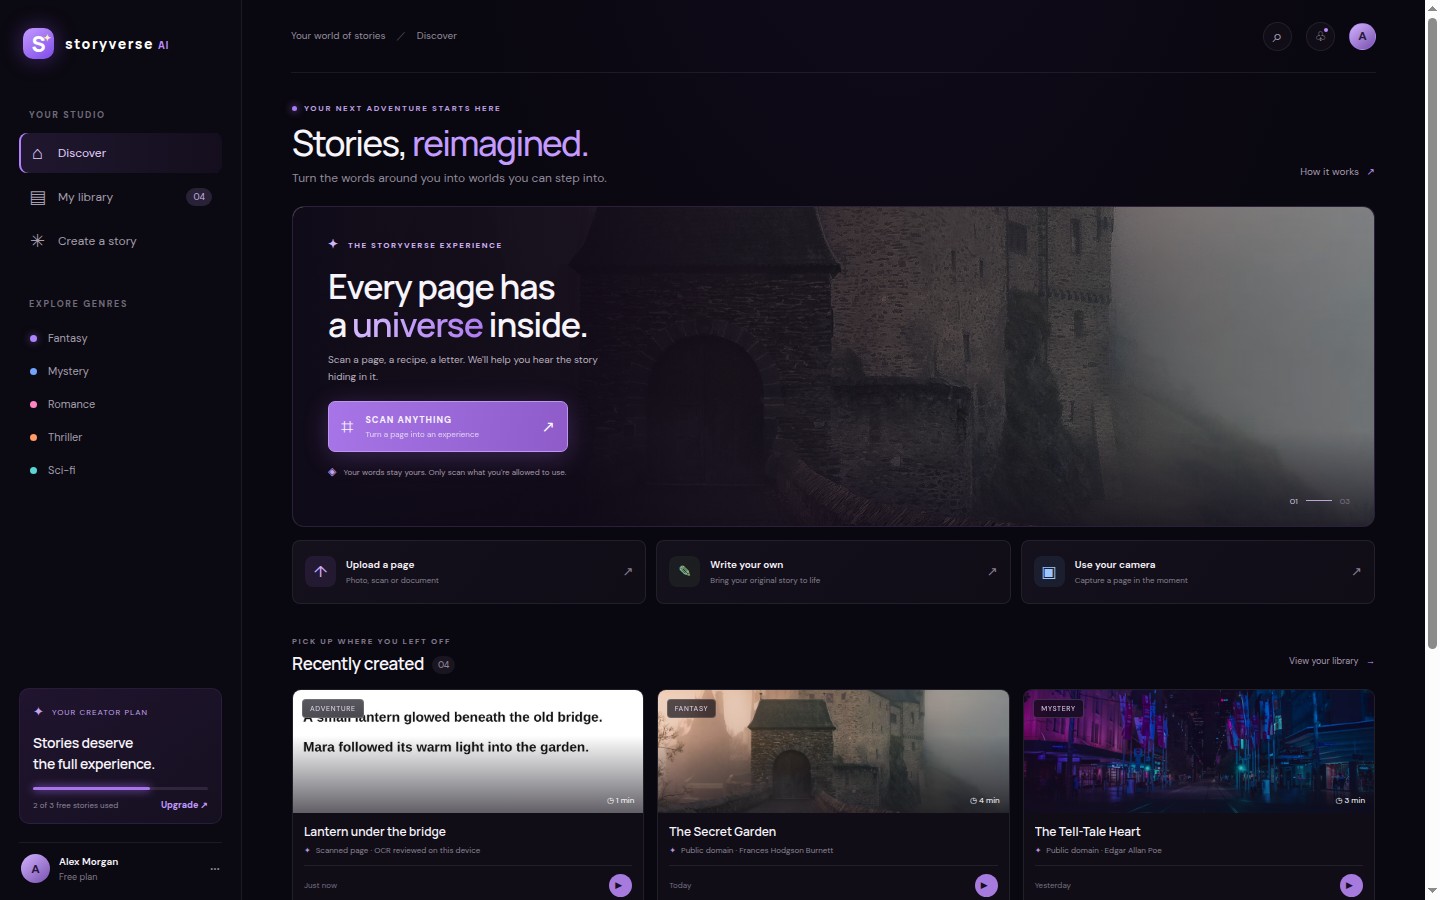 storyverse AI
YOUR STUDIO
Discover
My library
04
Create a story
EXPLORE GENRES
Fantasy
Mystery
Romance
Thriller
Sci-fi
YOUR CREATOR PLAN
Stories deserve
the full experience.
2 of 3 free stories used
Upgrade ↗
A
Alex Morgan
Free plan
Your world of stories / Discover
A
YOUR NEXT ADVENTURE STARTS HERE
Stories, reimagined.
Turn the words around you into worlds you can step into.
How it works ↗
THE STORYVERSE EXPERIENCE
Every page has
a universe inside.
Scan a page, a recipe, a letter. We'll help you hear the story
hiding in it.
SCAN ANYTHING
Turn a page into an experience
Your words stay yours. Only scan what you're allowed to use.
01 03
Upload a page
Photo, scan or document
Write your own
Bring your original story to life
Use your camera
Capture a page in the moment
PICK UP WHERE YOU LEFT OFF
Recently created 04
View your library →
ADVENTURE
A small lantern glowed beneath the old bridge.
Mara followed its warm light into the garden.
1 min
Lantern under the bridge
Scanned page · OCR reviewed on this device
Just now
FANTASY
4 min
The Secret Garden
Public domain · Frances Hodgson Burnett
Today
MYSTERY
3 min
The Tell-Tale Heart
Public domain · Edgar Allan Poe
Yesterday